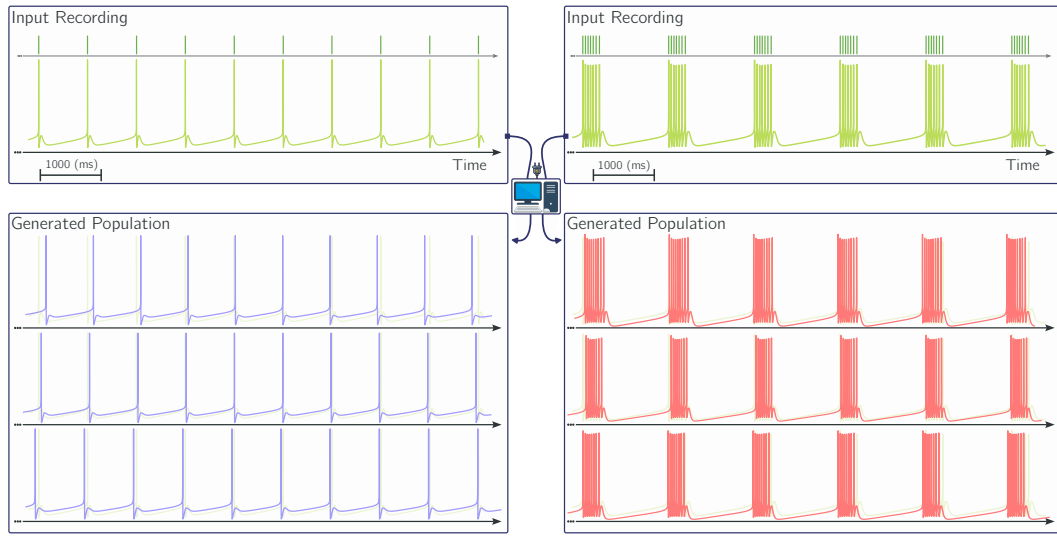 Input Recording
Time
1000 (ms)
Input Recording
Time
1000 (ms)
Generated Population
Generated Population